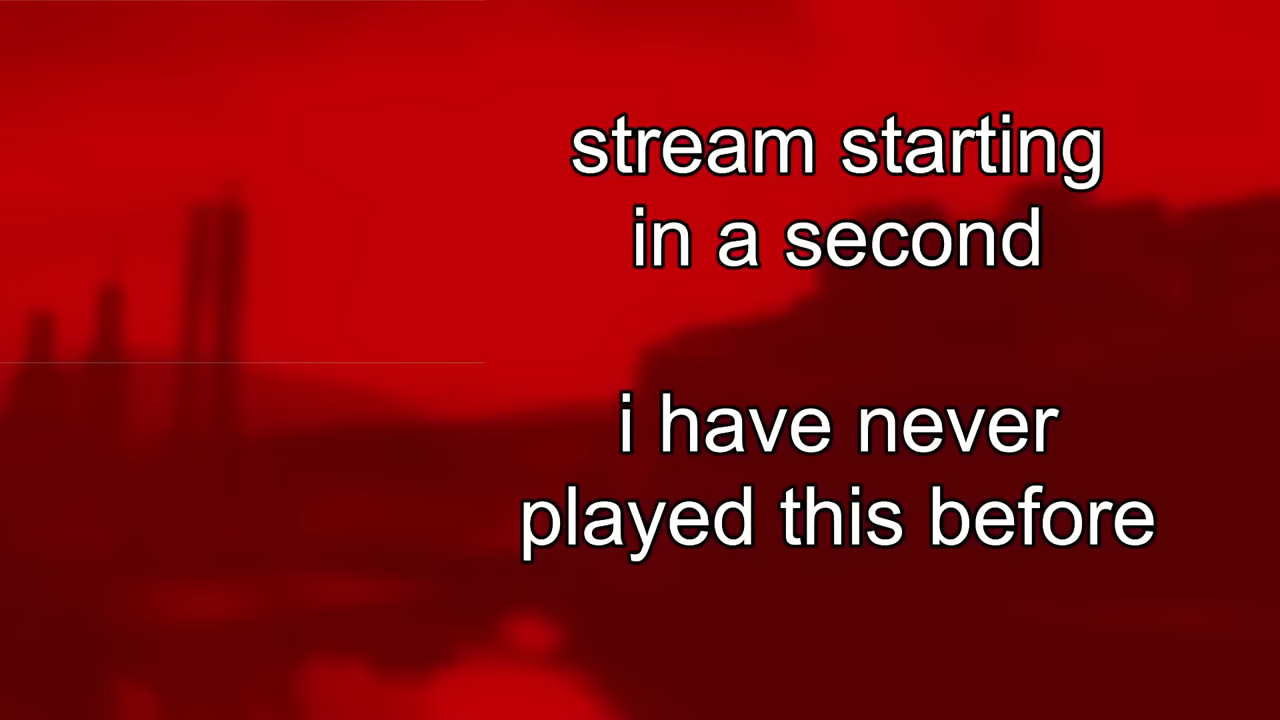 stream starting
in a second
i have never
played this before